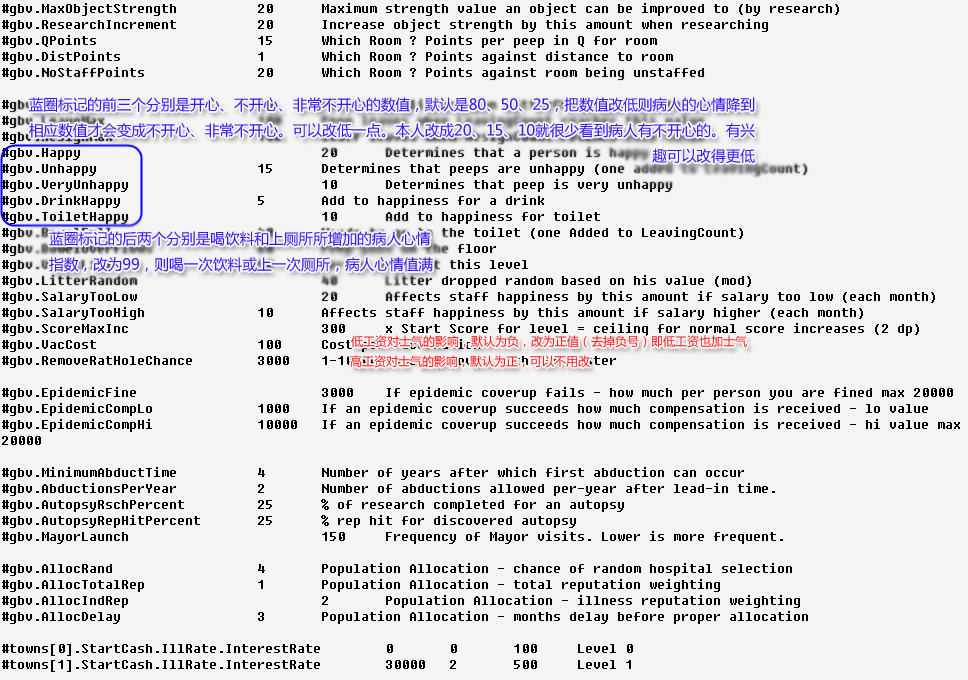 #gbv.MaxObjectStrength 20 Maximum strength value an object can be improved to (by research)
#gbv.ResearchIncrement 20 Increase object strength by this amount when researching
#gbv.QPoints 15 Which Room ? Points per peep in Q for room
#gbv.DistPoints 1 Which Room ? Points against distance to room
#gbv.NoStaffPoints 20 Which Room ? Points against room being unstaffed
蓝圈标记的前三个分别是开心、不开心、非常不开心的数值，默认是80、50、25，把数值改低则病人的心情降到
相应数值才会变成不开心、非常不开心。可以改低一点。本人改成20、15、10就很少看到病人有不开心的。有兴
趣可以改得更低
#gbv.Happy 20 Determines that a person is happy
#gbv.Unhappy 15 Determines that peeps are unhappy (one added to LeavingCount)
#gbv.VeryUnhappy 10 Determines that peep is very unhappy
#gbv.DrinkHappy 5 Add to happiness for a drink
#gbv.ToiletHappy 10 Add to happiness for toilet
to the toilet (one Added to LeavingCount)
蓝圈标记的后两个分别是喝饮料和上厕所所增加的病人心情
the floor
指数，改为99，则喝一次饮料或上一次厕所，病人心情值满
this level
#gbv.LitterRandom 40 Litter dropped random based on his value (mod)
#gbv.SalaryTooLow 20 Affects staff happiness by this amount if salary too low (each month)
#gbv.SalaryTooHigh 10 Affects staff happiness by this amount if salary higher (each month)
#gbv.ScoreMaxInc 300 x Start Score for level = ceiling for normal score increases (2 dp)
#gbv.VacCost 100 Cost
低工资对士气的影响，默认为负，改为正值（去掉负号）即低工资也加士气
#gbv.RemoveRatHoleChance 3000
高工资对士气的影响，默认为正，可以不用改
#gbv.EpidemicFine 3000 If epidemic coverup fails - how much per person you are fined max 20000
#gbv.EpidemicCompLo 1000 If an epidemic coverup succeeds how much compensation is received - lo value
#gbv.EpidemicCompHi 10000 If an epidemic coverup succeeds how much compensation is received - hi value max
20000
#gbv.MinimumAbductTime 4 Number of years after which first abduction can occur
#gbv.AbductionsPerYear 2 Number of abductions allowed per-year after lead-in time.
#gbv.AutopsyRschPercent 25 % of research completed for an autopsy
#gbv.AutopsyRepHitPercent 25 % rep hit for discovered autopsy
#gbv.MayorLaunch 150 Frequency of Mayor visits. Lower is more frequent.
#gbv.AllocRand 4 Population Allocation - chance of random hospital selection
#gbv.AllocTotalRep 1 Population Allocation - total reputation weighting
#gbv.AllocIndRep 2 Population Allocation - illness reputation weighting
#gbv.AllocDelay 3 Population Allocation - months delay before proper allocation
#towns[0].StartCash.IllRate.InterestRate 0 0 100 Level 0
#towns[1].StartCash.IllRate.InterestRate 30000 2 500 Level 1